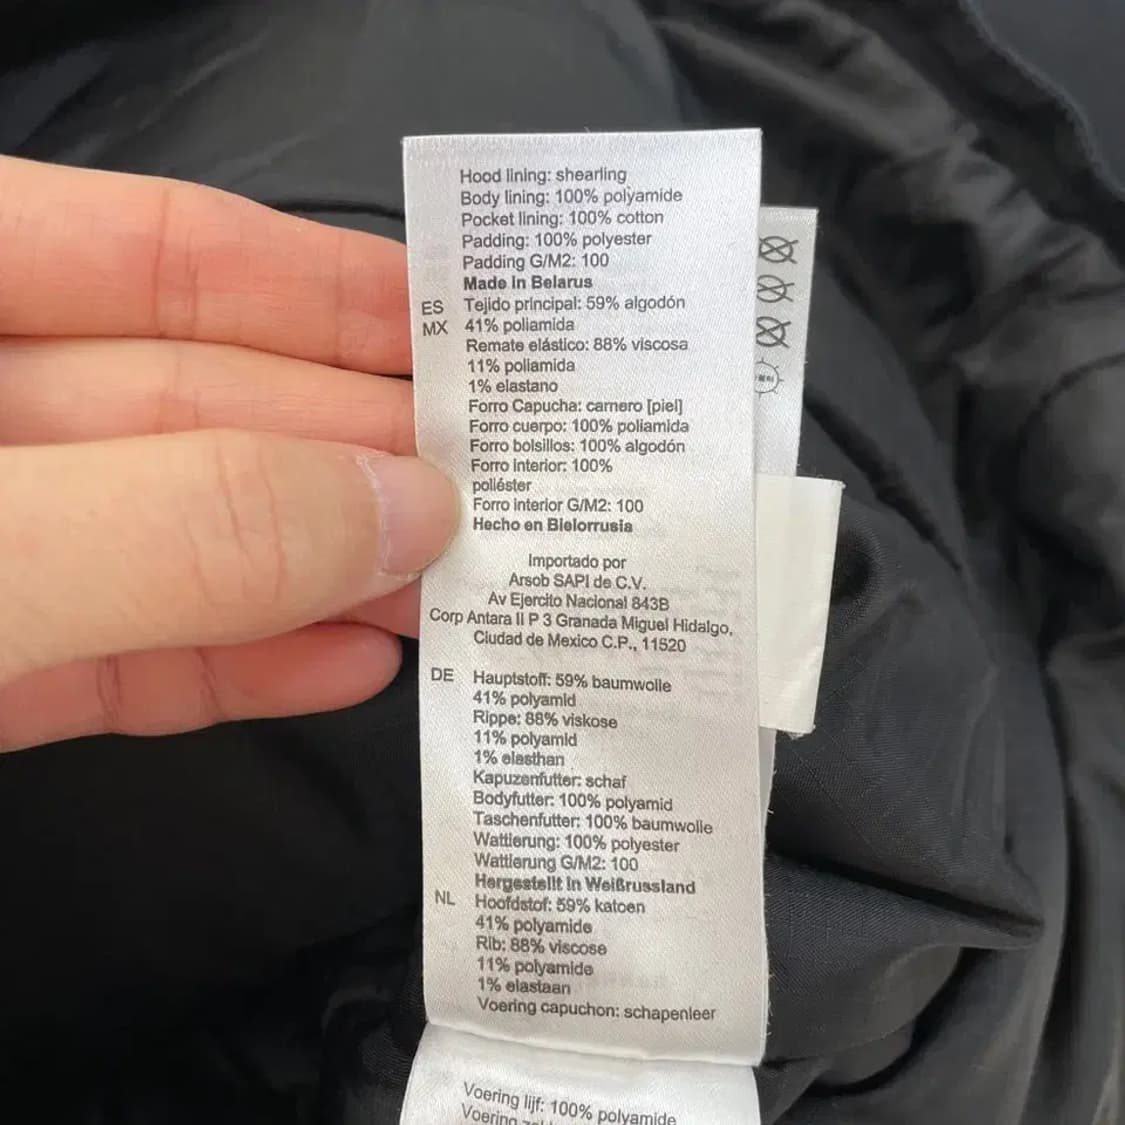 Hood lining: shearling
Body lining: 100% polyamide
Pocket lining: 100% cotton
Padding: 100% polyester
Padding G/M2: 100
Made In Belarus
ES Tejido principal: 59% algodón
MX 41% poliamida
Remate elástico: 88% viscosa
11% poliamida
1% elastano
Forro Capucha: carnero [piel]
Forro cuerpo: 100% poliamida
Forro bolsillos: 100% algodón
Forro interior: 100%
poliéster
Forro interior G/M2: 100
Hecho en Bielorrusia
Importado por
Arsob SAPI de C.V.
Av Ejercito Nacional 843B
Corp Antara II P 3 Granada Miguel Hidalgo,
Ciudad de Mexico C.P., 11520
DE Hauptstoff: 59% baumwolle
41% polyamid
Rippe: 88% viskose
11% polyamid
1% elasthan
Kapuzenfutter: schaf
Bodyfutter: 100% polyamid
Taschenfutter: 100% baumwolle
Wattierung: 100% polyester
Wattierung G/M2: 100
Hergestellt In Weißrussland
NL Hoofdstof: 59% katoen
41% polyamide
Rib: 88% viscose
11% polyamide
1% elastaan
Voering capuchon: schapenleer
Voering lijf: 100% polyamide
Voering